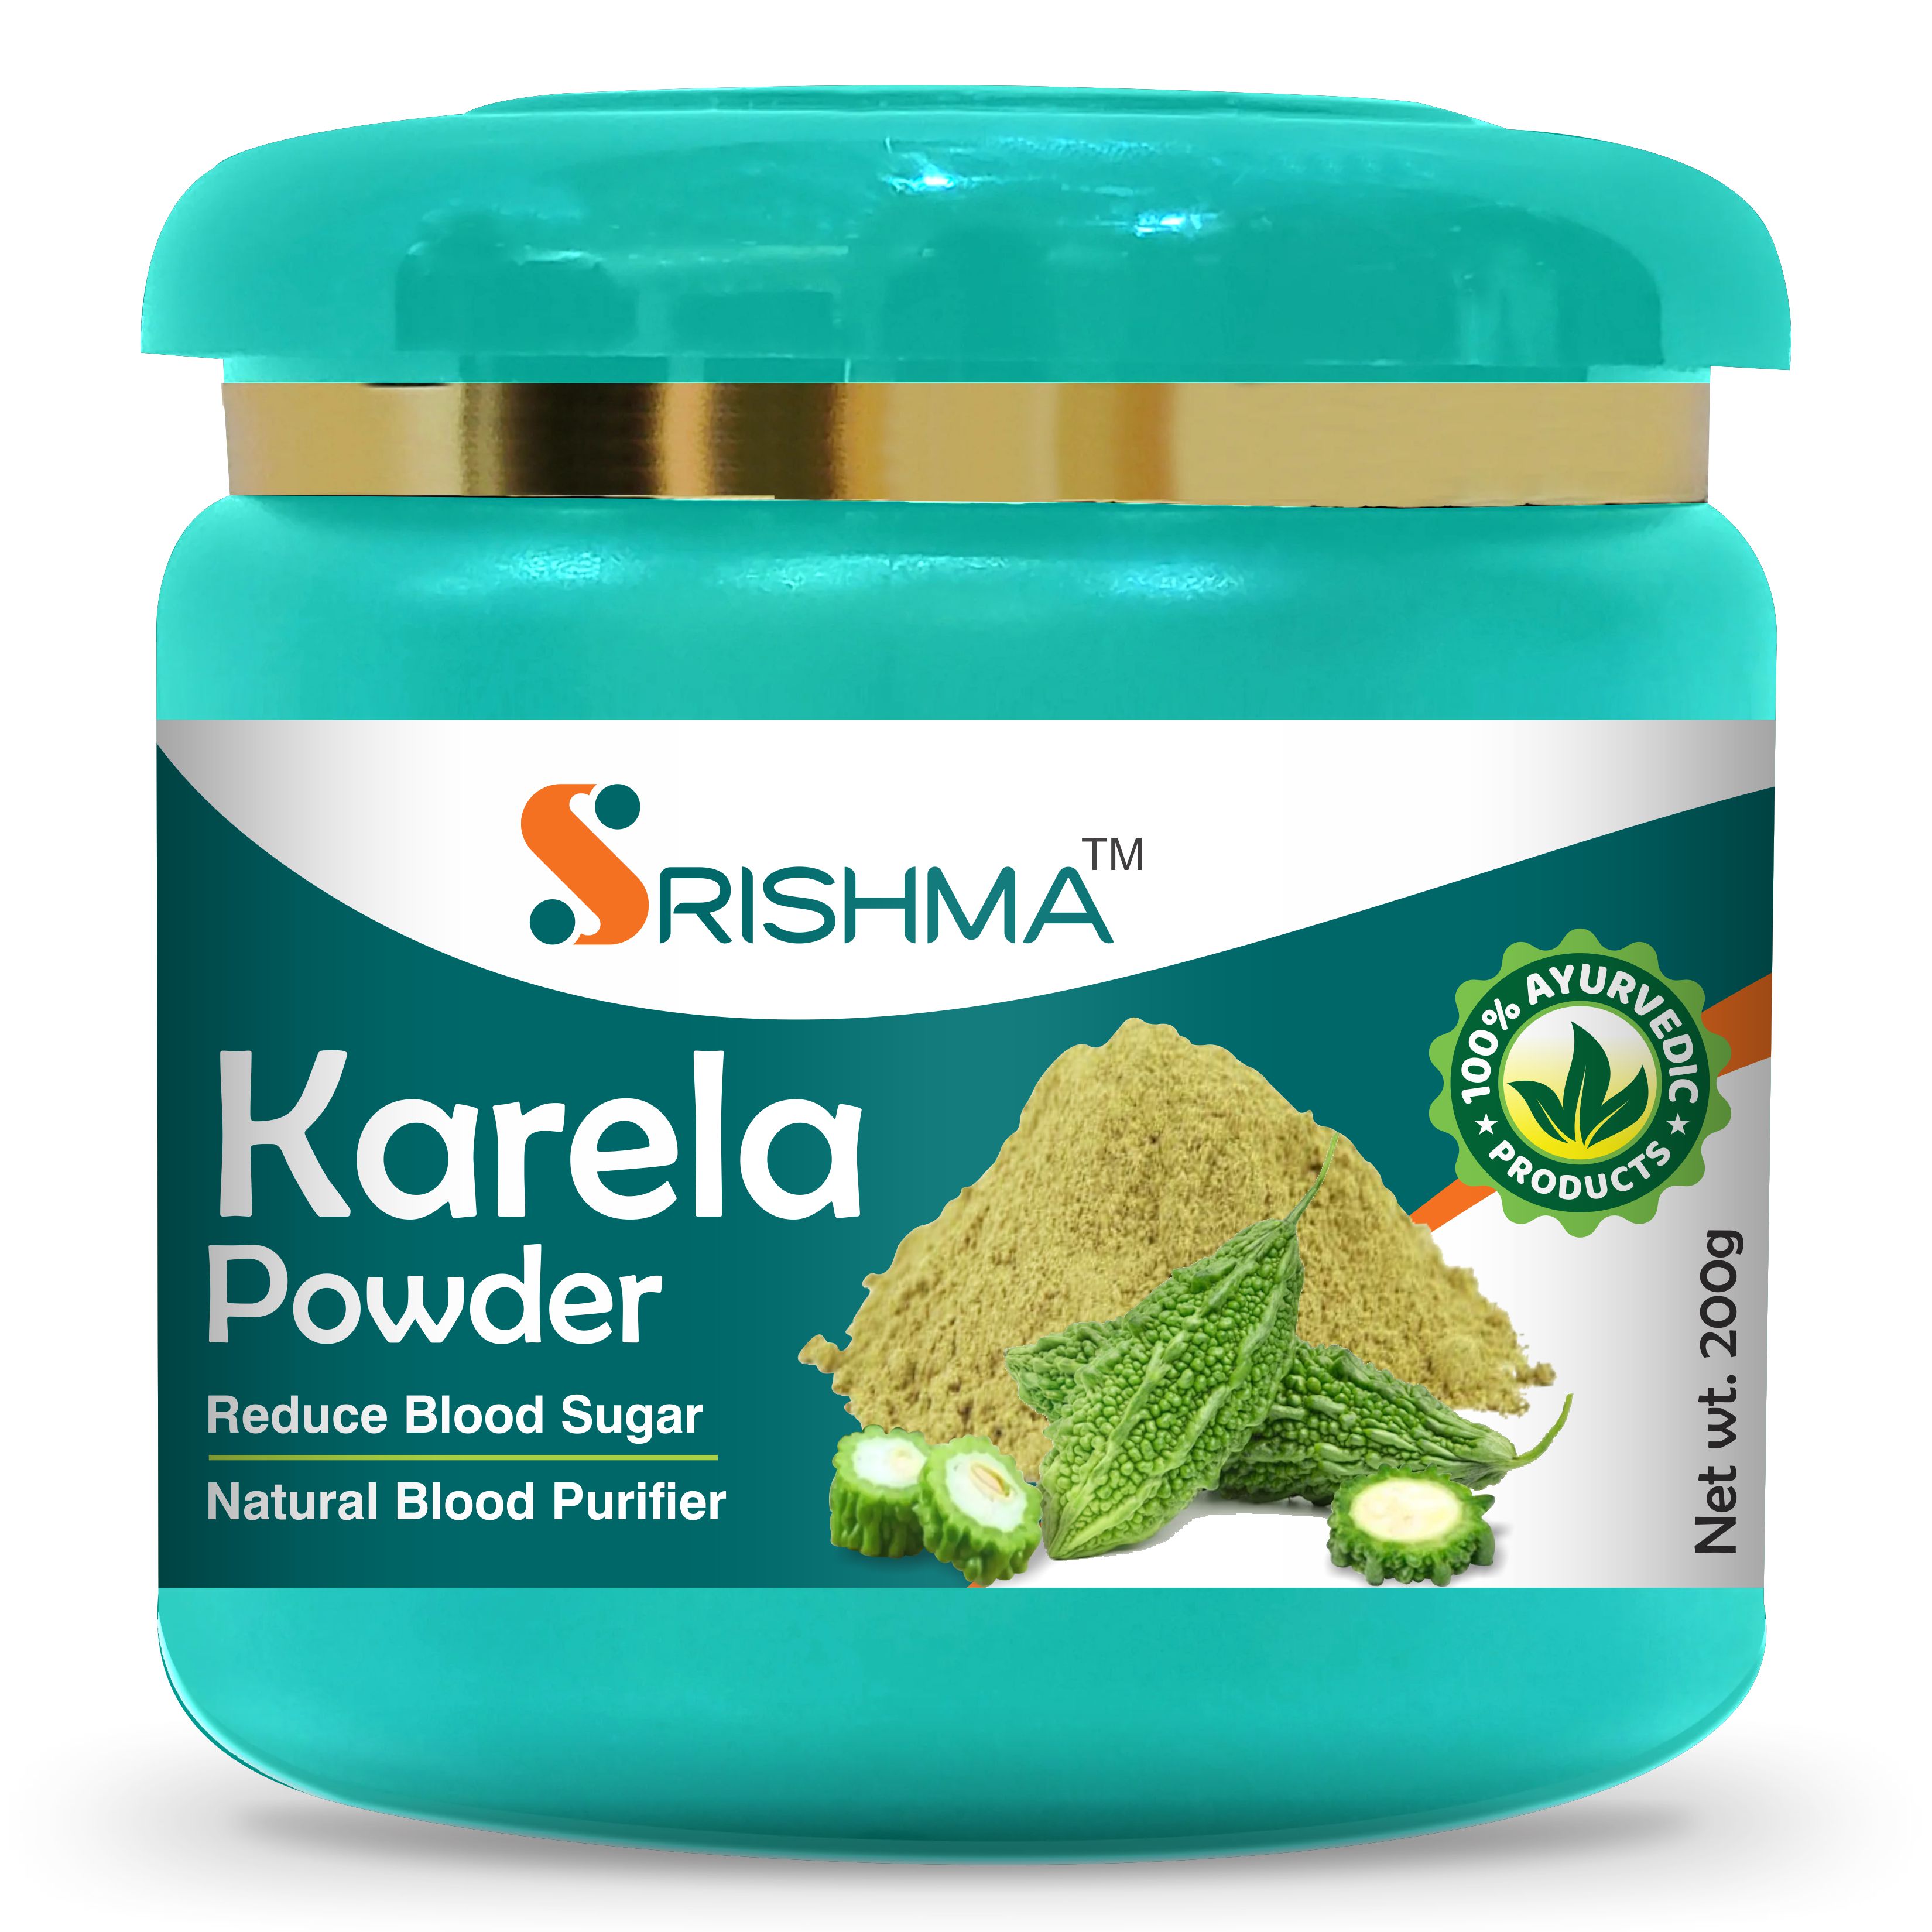 SRISHMA™
Karela
Powder
Reduce Blood Sugar
Natural Blood Purifier
100% AYURVEDIC
★ PRODUCTS ★
Net wt. 200g